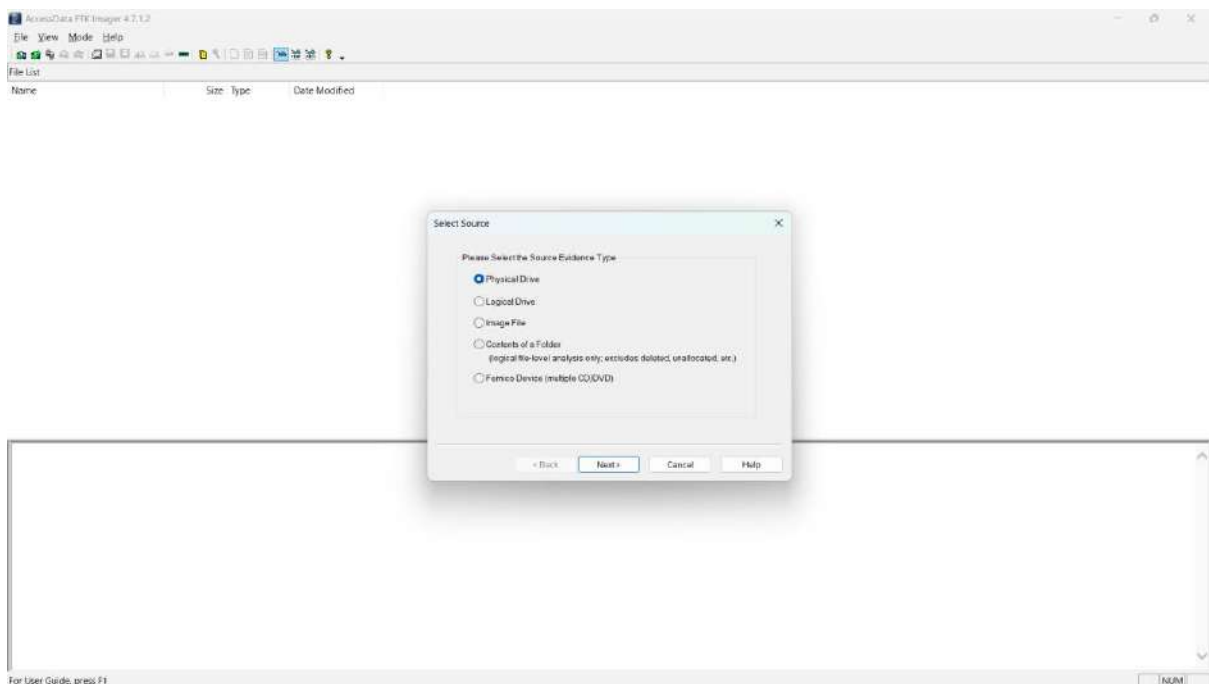 AccessData FTK Imager 4.7.1.2
File View Mode Help
File List
Name Size Type Date Modified
Select Source
Please Select the Source Evidence Type
Physical Drive
Logical Drive
Image File
Contents of a Folder
(logical file-level analysis only; excludes deleted, unallocated, etc.)
Fernico Device (multiple CD/DVD)
< Back Next > Cancel Help
For User Guide, press F1 NUM